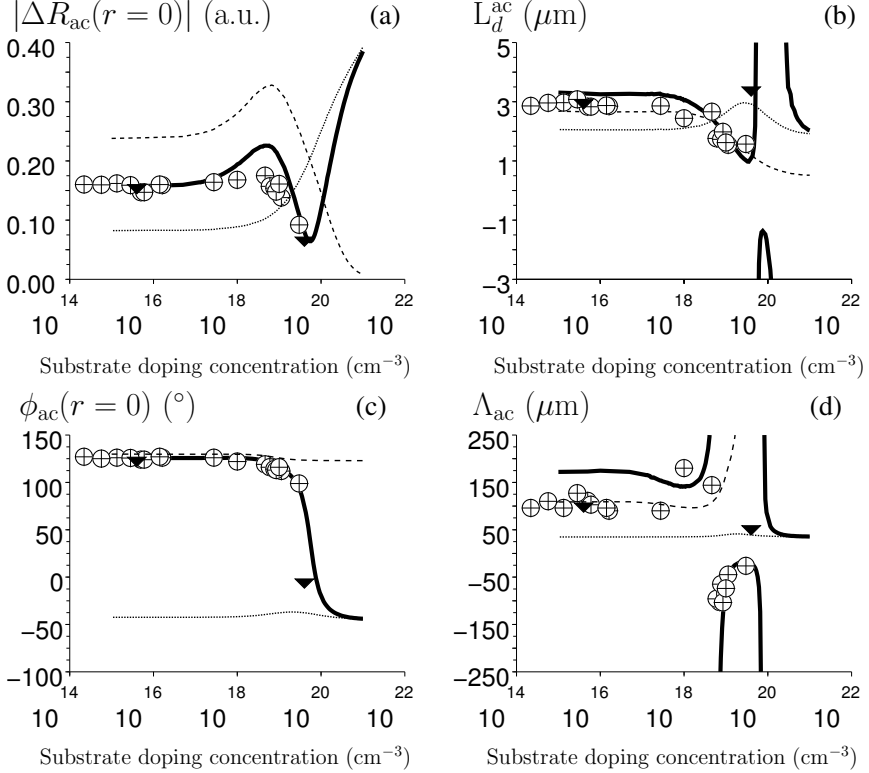 |ΔR_ac(r = 0)| (a.u.) (a)
0.40
0.30
0.20
0.10
0.00
14 16 18 20 22
10 10 10 10 10
Substrate doping concentration (cm⁻³)
L_d^ac (μm) (b)
5
3
1
−1
−3
14 16 18 20 22
10 10 10 10 10
Substrate doping concentration (cm⁻³)
ϕ_ac(r = 0) (°) (c)
150
100
50
0
−50
−100
14 16 18 20 22
10 10 10 10 10
Substrate doping concentration (cm⁻³)
Λ_ac (μm) (d)
250
150
50
−50
−150
−250
14 16 18 20 22
10 10 10 10 10
Substrate doping concentration (cm⁻³)